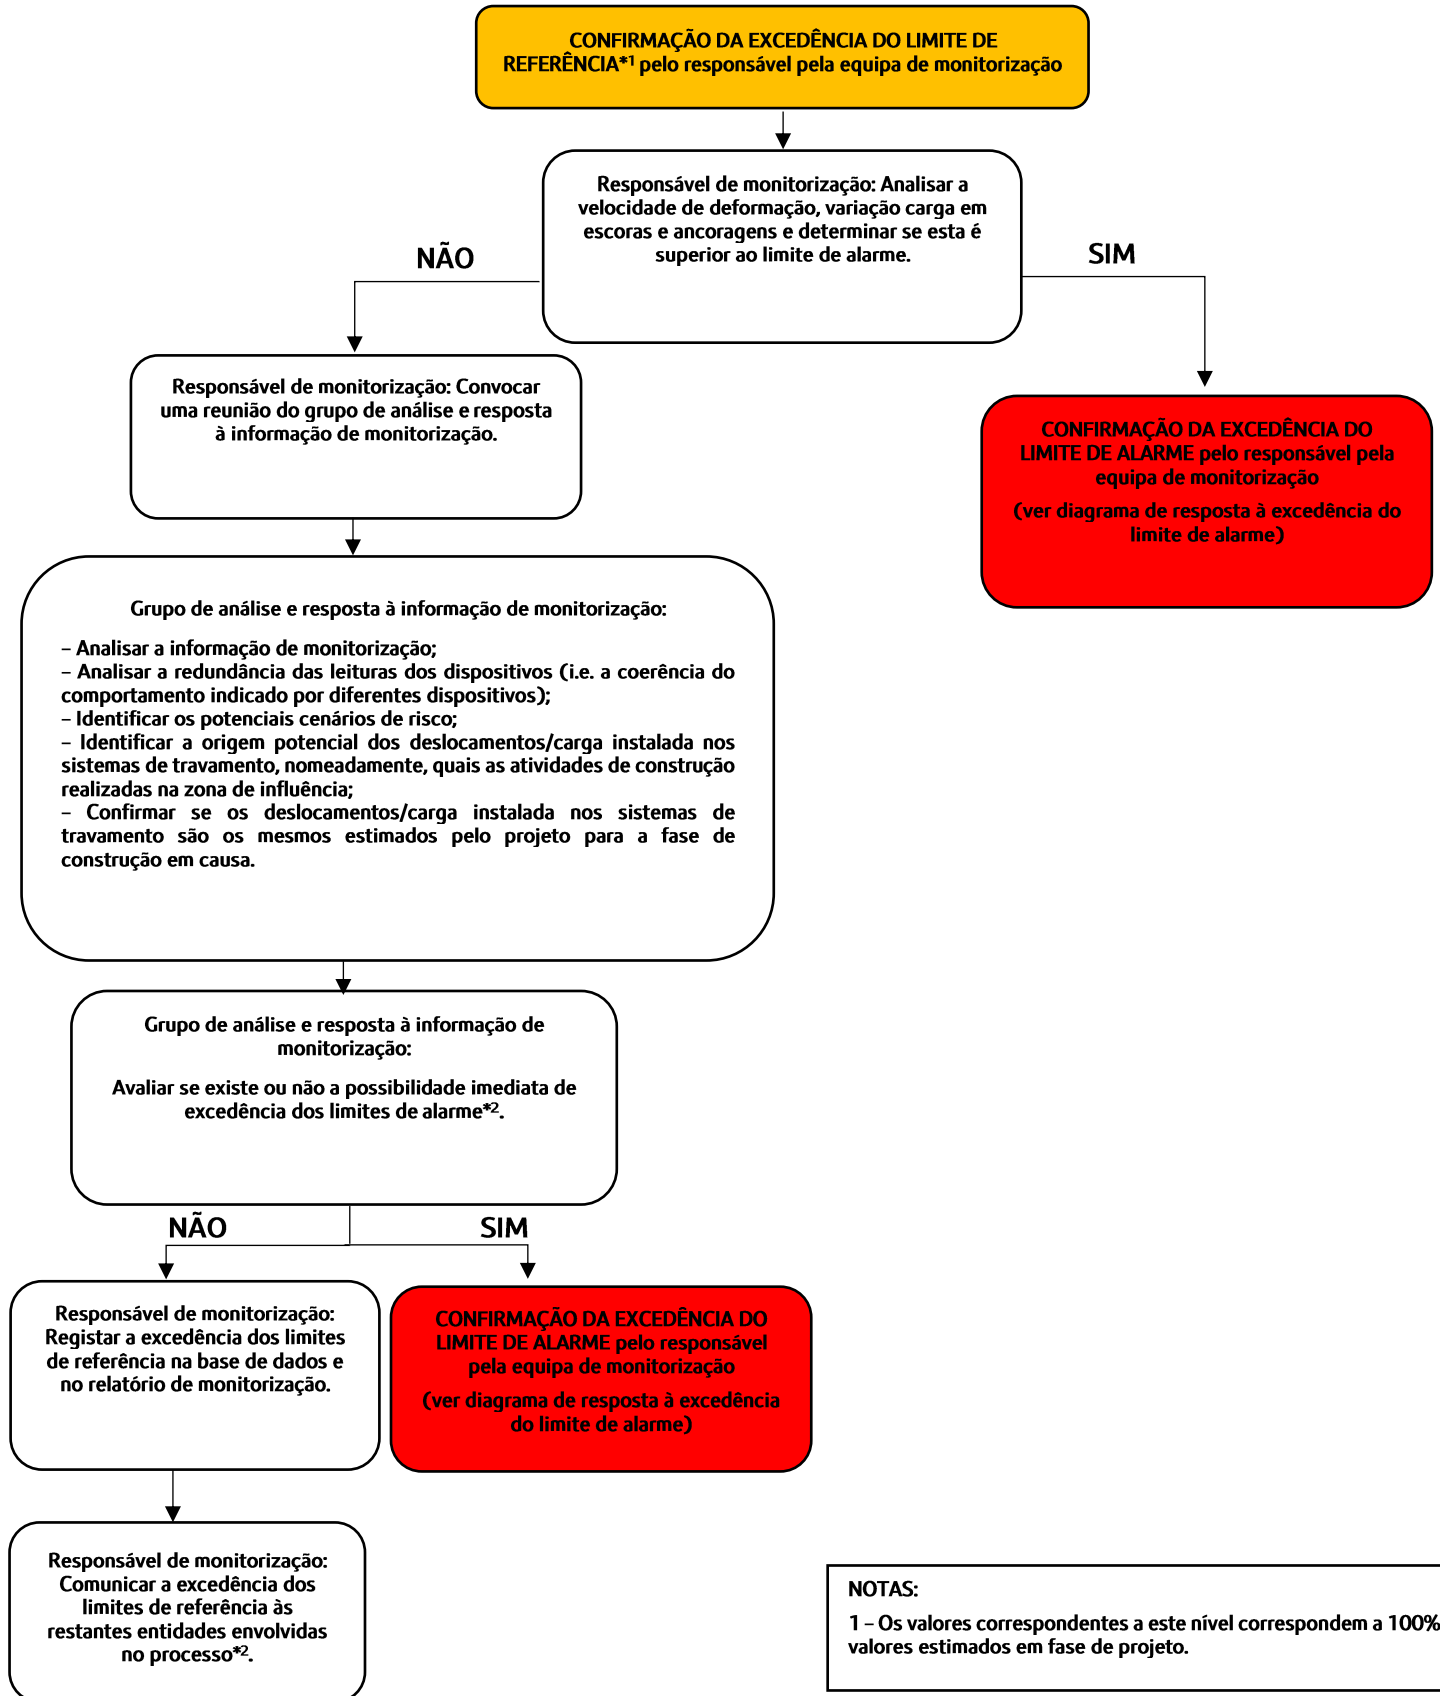 CONFIRMAÇÃO DA EXCEDÊNCIA DO LIMITE DE
REFERÊNCIA*1 pelo responsável pela equipa de monitorização
Responsável de monitorização: Analisar a
velocidade de deformação, variação carga em
escoras e ancoragens e determinar se esta é
superior ao limite de alarme.
NÃO
SIM
Responsável de monitorização: Convocar
uma reunião do grupo de análise e resposta
à informação de monitorização.
CONFIRMAÇÃO DA EXCEDÊNCIA DO
LIMITE DE ALARME pelo responsável pela
equipa de monitorização
(ver diagrama de resposta à excedência do
limite de alarme)
Grupo de análise e resposta à informação de monitorização:
– Analisar a informação de monitorização;
– Analisar a redundância das leituras dos dispositivos (i.e. a coerência do
comportamento indicado por diferentes dispositivos);
– Identificar os potenciais cenários de risco;
– Identificar a origem potencial dos deslocamentos/carga instalada nos
sistemas de travamento, nomeadamente, quais as atividades de construção
realizadas na zona de influência;
– Confirmar se os deslocamentos/carga instalada nos sistemas de
travamento são os mesmos estimados pelo projeto para a fase de
construção em causa.
Grupo de análise e resposta à informação de
monitorização:
Avaliar se existe ou não a possibilidade imediata de
excedência dos limites de alarme*2.
NÃO
SIM
Responsável de monitorização:
Registar a excedência dos limites
de referência na base de dados e
no relatório de monitorização.
CONFIRMAÇÃO DA EXCEDÊNCIA DO
LIMITE DE ALARME pelo responsável
pela equipa de monitorização
(ver diagrama de resposta à excedência
do limite de alarme)
Responsável de monitorização:
Comunicar a excedência dos
limites de referência às
restantes entidades envolvidas
no processo*2.
NOTAS:
1 – Os valores correspondentes a este nível correspondem a 100%
valores estimados em fase de projeto.